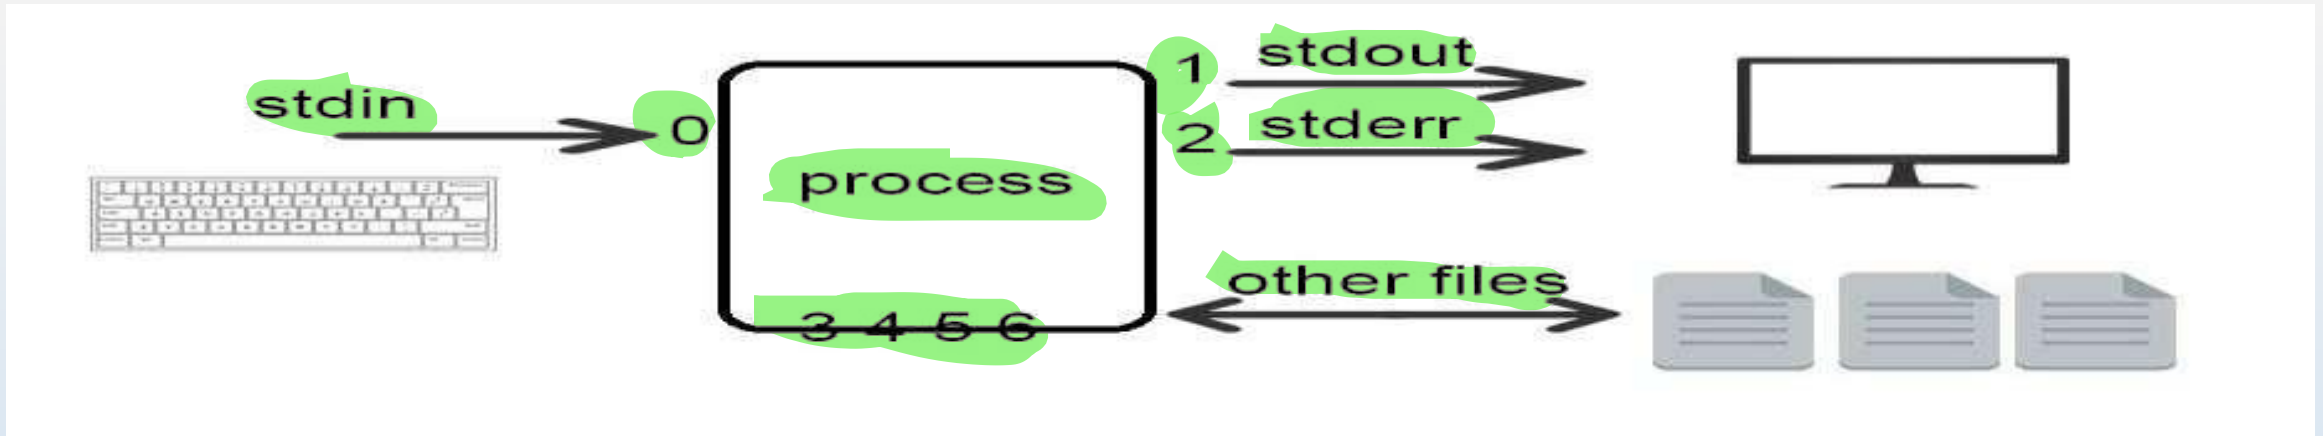 stdin
0
1 stdout
2 stderr
process
other files
3 4 5 6